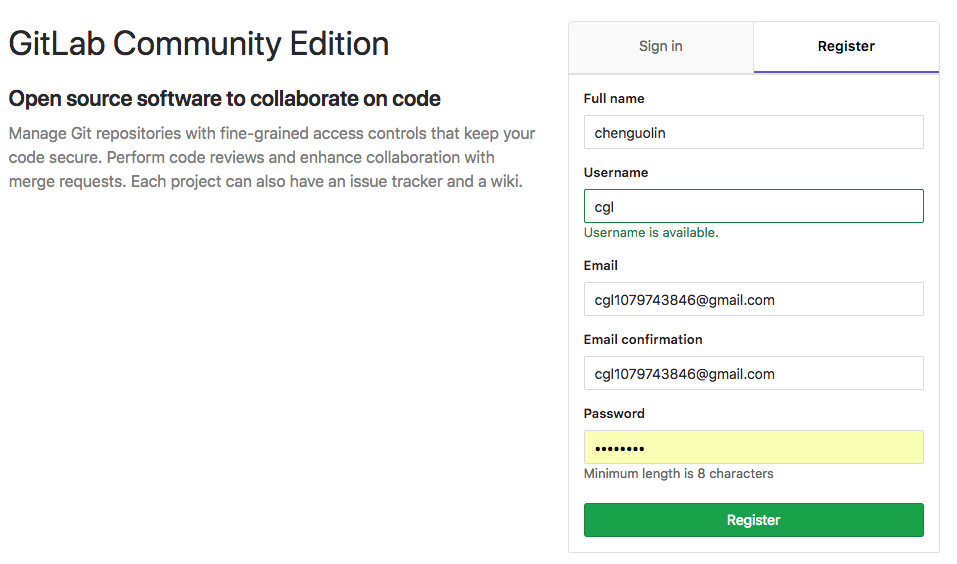 GitLab Community Edition
Open source software to collaborate on code
Manage Git repositories with fine-grained access controls that keep your
code secure. Perform code reviews and enhance collaboration with
merge requests. Each project can also have an issue tracker and a wiki.
Sign in
Register
Full name
chenguolin
Username
cgl
Username is available.
Email
cgl1079743846@gmail.com
Email confirmation
cgl1079743846@gmail.com
Password
••••••••
Minimum length is 8 characters
Register